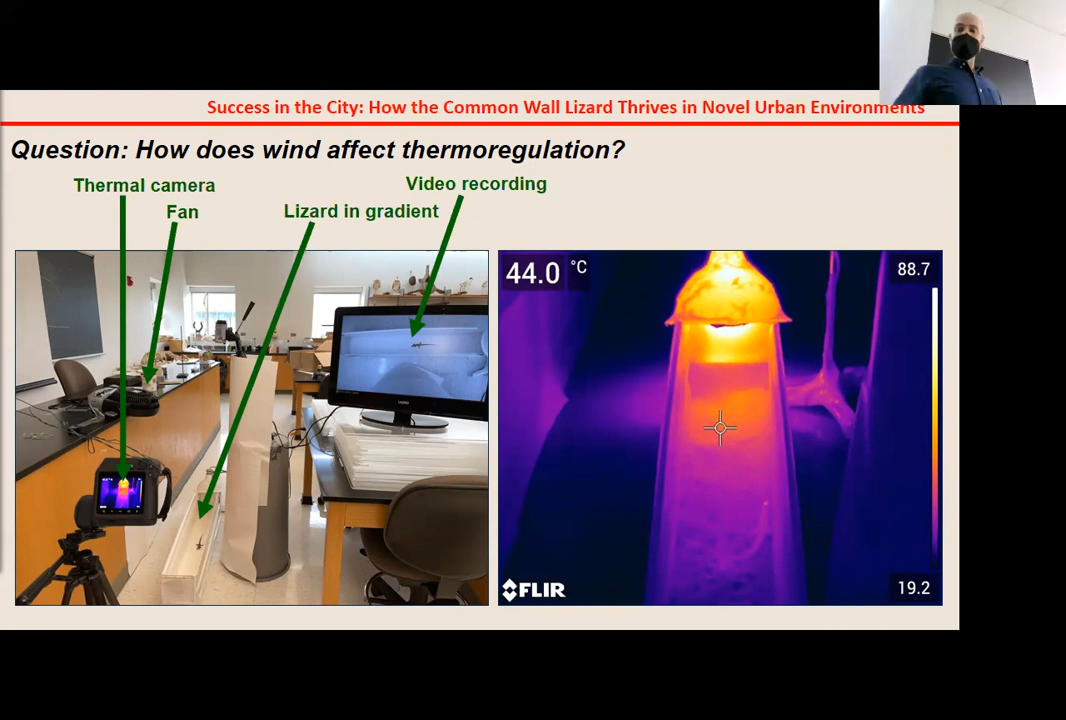 Success in the City: How the Common Wall Lizard Thrives in Novel Urban Environments
Question: How does wind affect thermoregulation?
Thermal camera
Fan
Lizard in gradient
Video recording
44.0 °C
88.7
FLIR
19.2